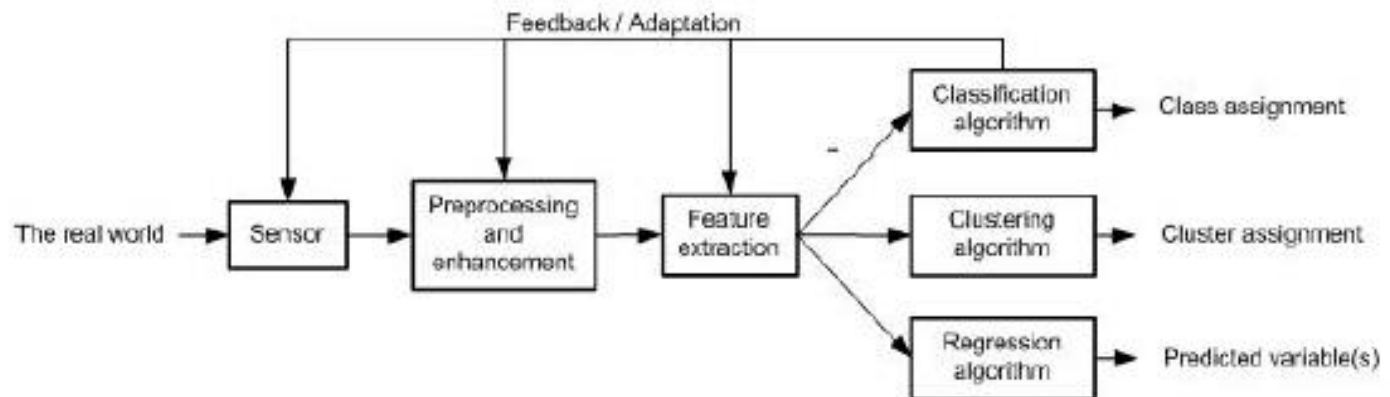 Feedback / Adaptation
Classification
algorithm
Class assignment
The real world
Sensor
Preprocessing
and
enhancement
Feature
extraction
Clustering
algorithm
Cluster assignment
Regression
algorithm
Predicted variable(s)